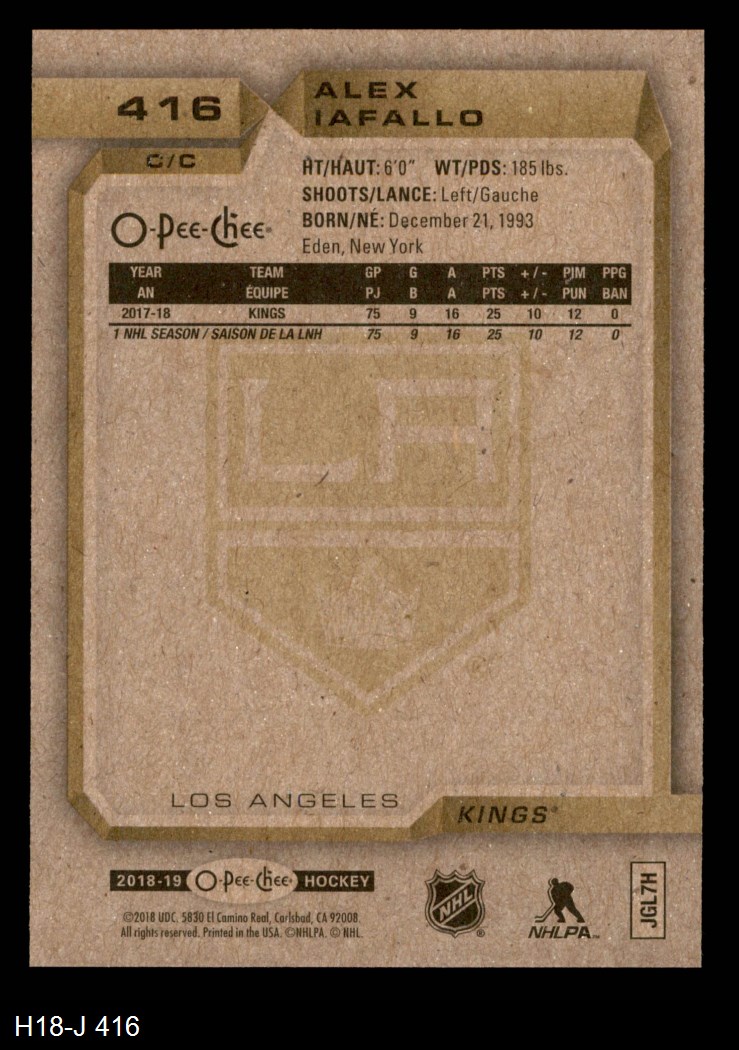 416
ALEX
IAFALLO
C/C
HT/HAUT: 6'0" WT/PDS: 185 lbs.
SHOOTS/LANCE: Left/Gauche
BORN/NÉ: December 21, 1993
Eden, New York
O-Pee-Chee®
YEAR TEAM GP G A PTS +/- PIM PPG
AN ÉQUIPE PJ B A PTS +/- PUN BAN
2017-18 KINGS 75 9 16 25 10 12 0
1 NHL SEASON / SAISON DE LA LNH 75 9 16 25 10 12 0
LA
LOS ANGELES
KINGS®
2018-19 O-Pee-Chee® HOCKEY
©2018 UDC. 5830 El Camino Real, Carlsbad, CA 92008.
All rights reserved. Printed in the USA. ©NHLPA. © NHL.
NHL®
NHLPA™
JGL7H
H18-J 416